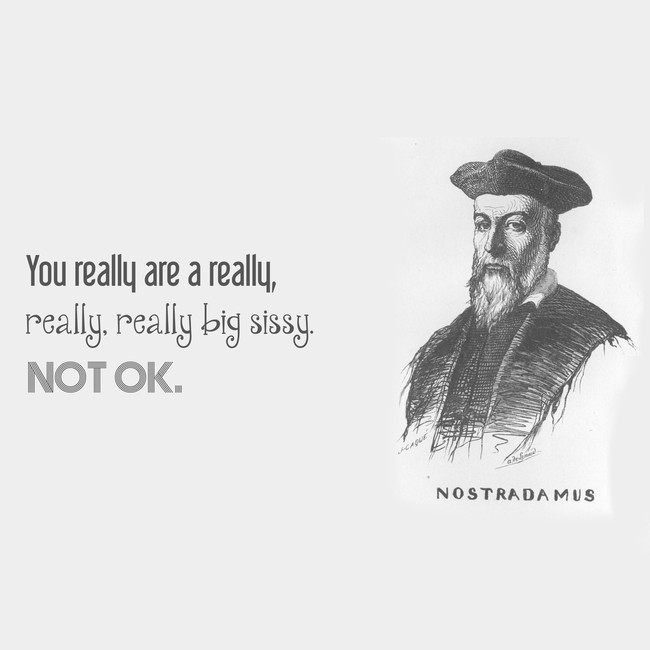 You really are a really,
really, really big sissy.
NOT OK.
NOSTRADAMUS